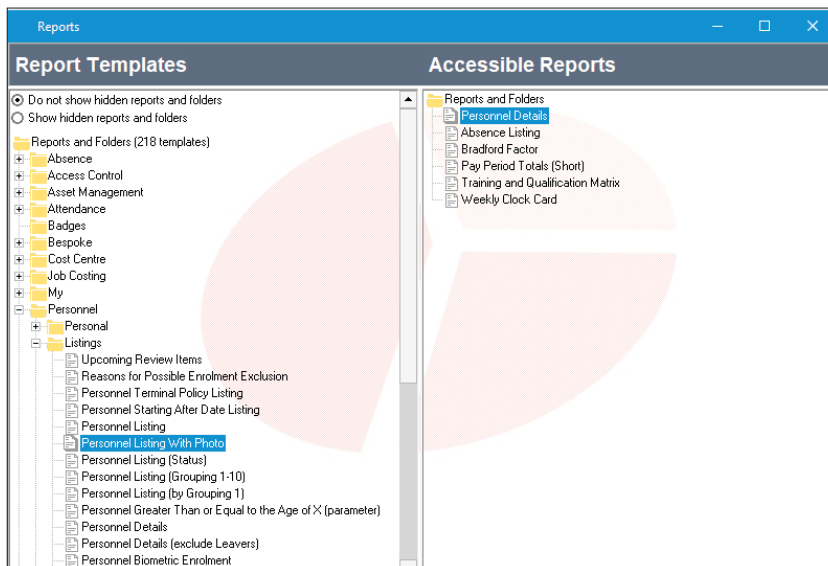 Reports
Report Templates
Do not show hidden reports and folders
Show hidden reports and folders
Reports and Folders (218 templates)
Absence
Access Control
Asset Management
Attendance
Badges
Bespoke
Cost Centre
Job Costing
My
Personnel
Personal
Listings
Upcoming Review Items
Reasons for Possible Enrolment Exclusion
Personnel Terminal Policy Listing
Personnel Starting After Date Listing
Personnel Listing
Personnel Listing With Photo
Personnel Listing (Status)
Personnel Listing (Grouping 1-10)
Personnel Listing (by Grouping 1)
Personnel Greater Than or Equal to the Age of X (parameter)
Personnel Details
Personnel Details (exclude Leavers)
Personnel Biometric Enrolment
Accessible Reports
Reports and Folders
Personnel Details
Absence Listing
Bradford Factor
Pay Period Totals (Short)
Training and Qualification Matrix
Weekly Clock Card